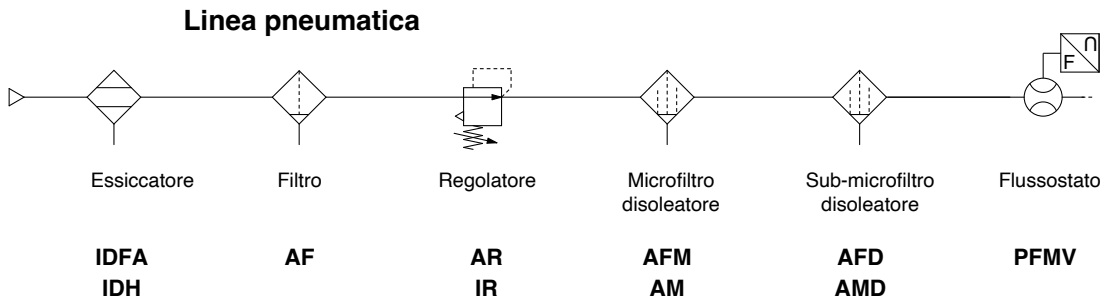 Linea pneumatica
F
∩
Essiccatore Filtro Regolatore Microfiltro disoleatore Sub-microfiltro disoleatore Flussostato
IDFA AF AR AFM AFD PFMV
IDH IR AM AMD